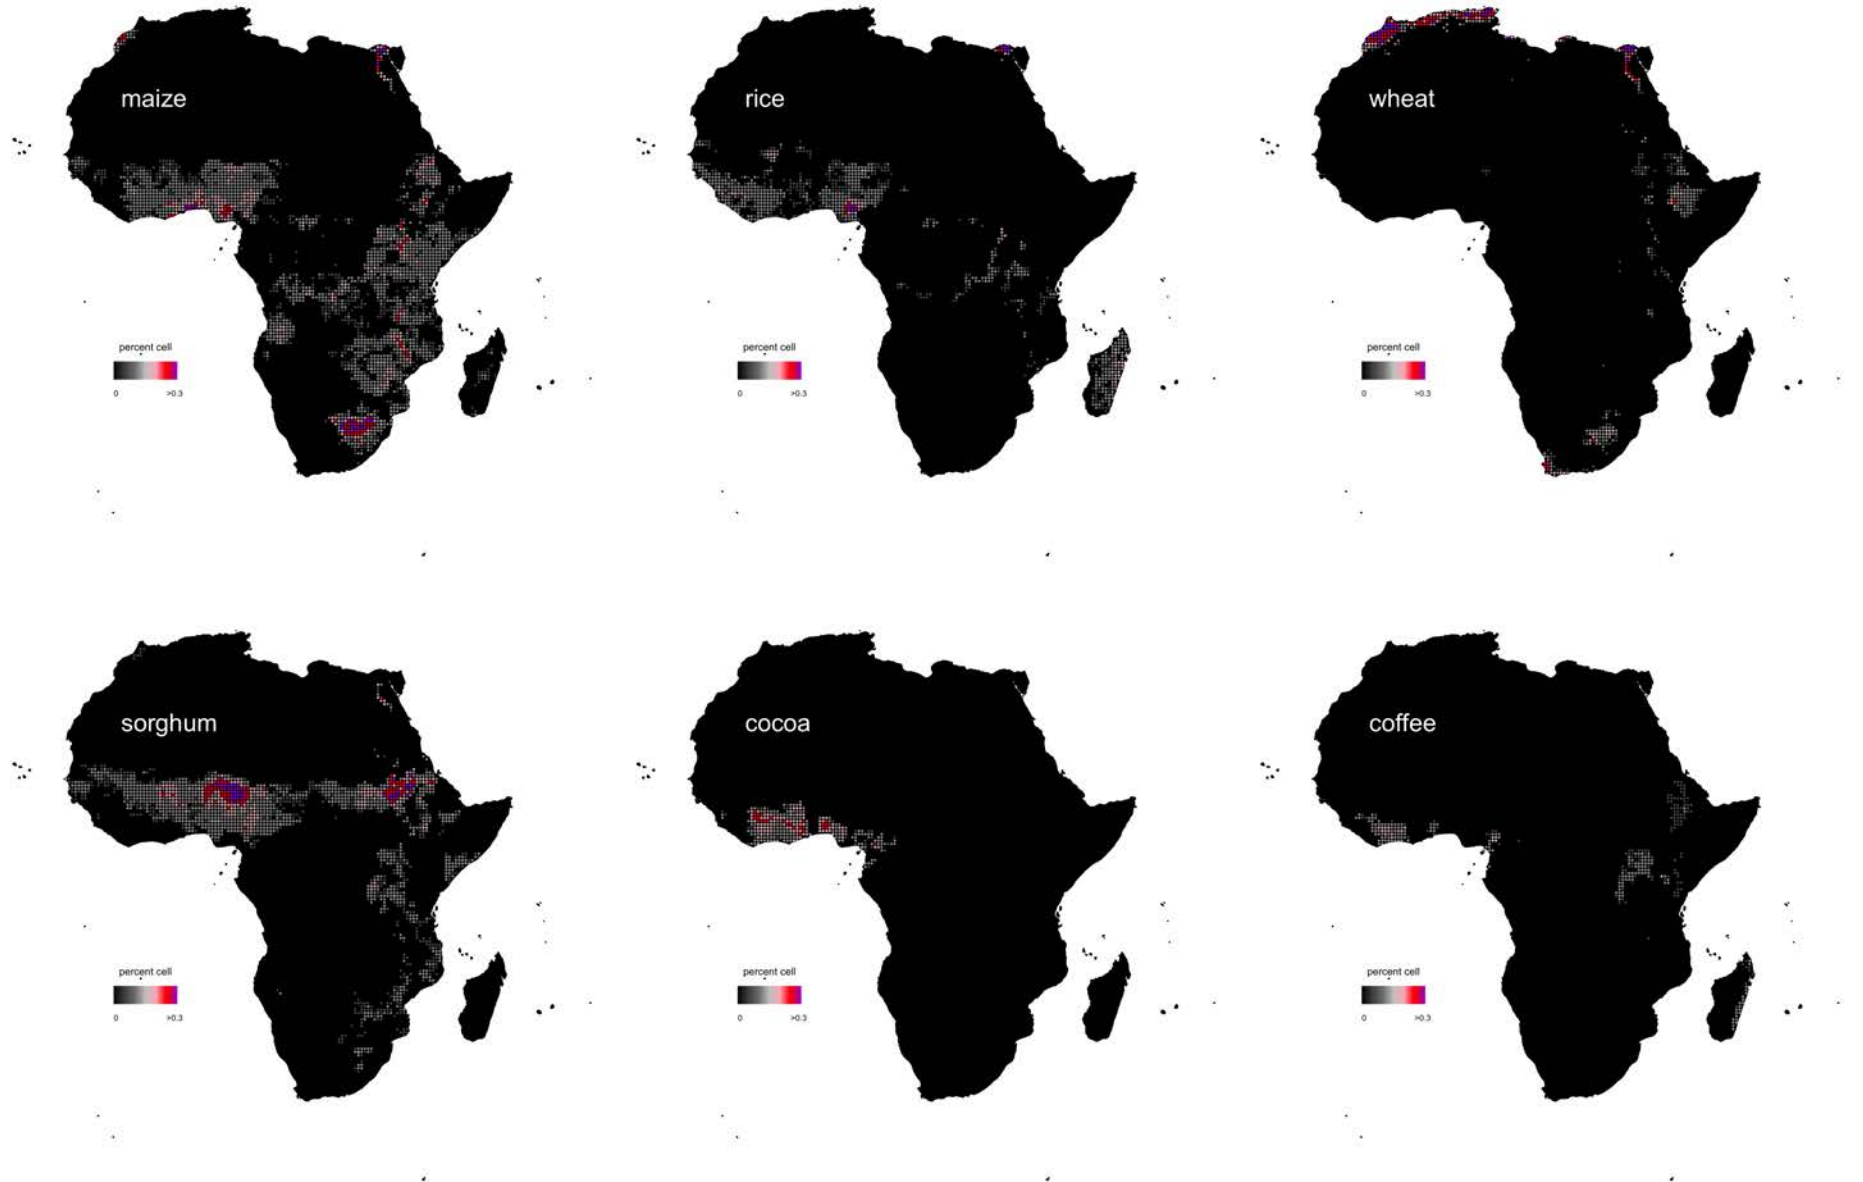 maize
rice
wheat
percent cell
0 >0.3
percent cell
0 >0.3
percent cell
0 >0.3
sorghum
cocoa
coffee
percent cell
0 >0.3
percent cell
0 >0.3
percent cell
0 >0.3